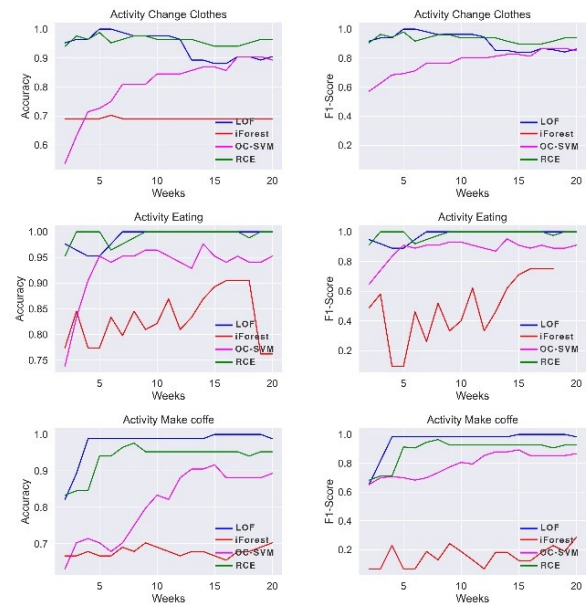 Activity Change Clothes
Activity Change Clothes
1.0
0.9
0.8
0.7
0.6
Accuracy
LOF
iForest
OC-SVM
RCE
5 10 15 20
Weeks
1.0
0.8
0.6
0.4
0.2
F1-Score
LOF
iForest
OC-SVM
RCE
5 10 15 20
Weeks
Activity Eating
Activity Eating
1.00
0.95
0.90
0.85
0.80
0.75
Accuracy
LOF
iForest
OC-SVM
RCE
5 10 15 20
Weeks
1.0
0.8
0.6
0.4
0.2
F1-Score
LOF
iForest
OC-SVM
RCE
5 10 15 20
Weeks
Activity Make coffe
Activity Make coffe
1.0
0.9
0.8
0.7
Accuracy
LOF
iForest
OC-SVM
RCE
5 10 15 20
Weeks
1.0
0.8
0.6
0.4
0.2
F1-Score
LOF
iForest
OC-SVM
RCE
5 10 15 20
Weeks